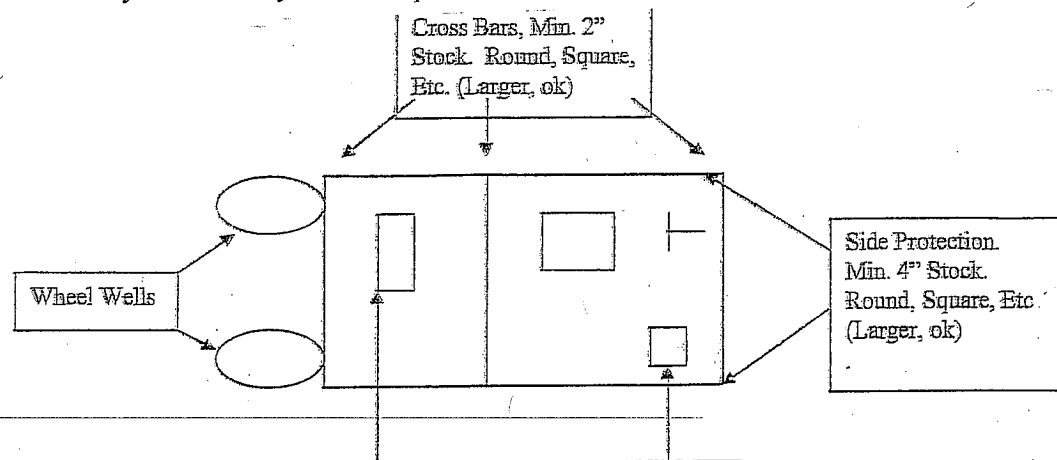 Cross Bars, Min. 2"
Stock. Round, Square,
Etc. (Larger, ok)
Wheel Wells
Side Protection.
Min. 4" Stock.
Round, Square, Etc.
(Larger, ok)